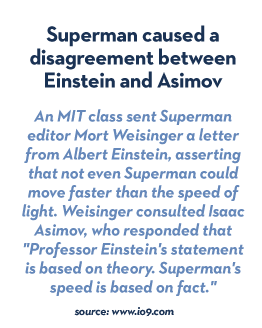 Superman caused a
disagreement between
Einstein and Asimov
An MIT class sent Superman
editor Mort Weisinger a letter
from Albert Einstein, asserting
that not even Superman could
move faster than the speed of
light. Weisinger consulted Isaac
Asimov, who responded that
"Professor Einstein's statement
is based on theory. Superman's
speed is based on fact."
source: www.io9.com